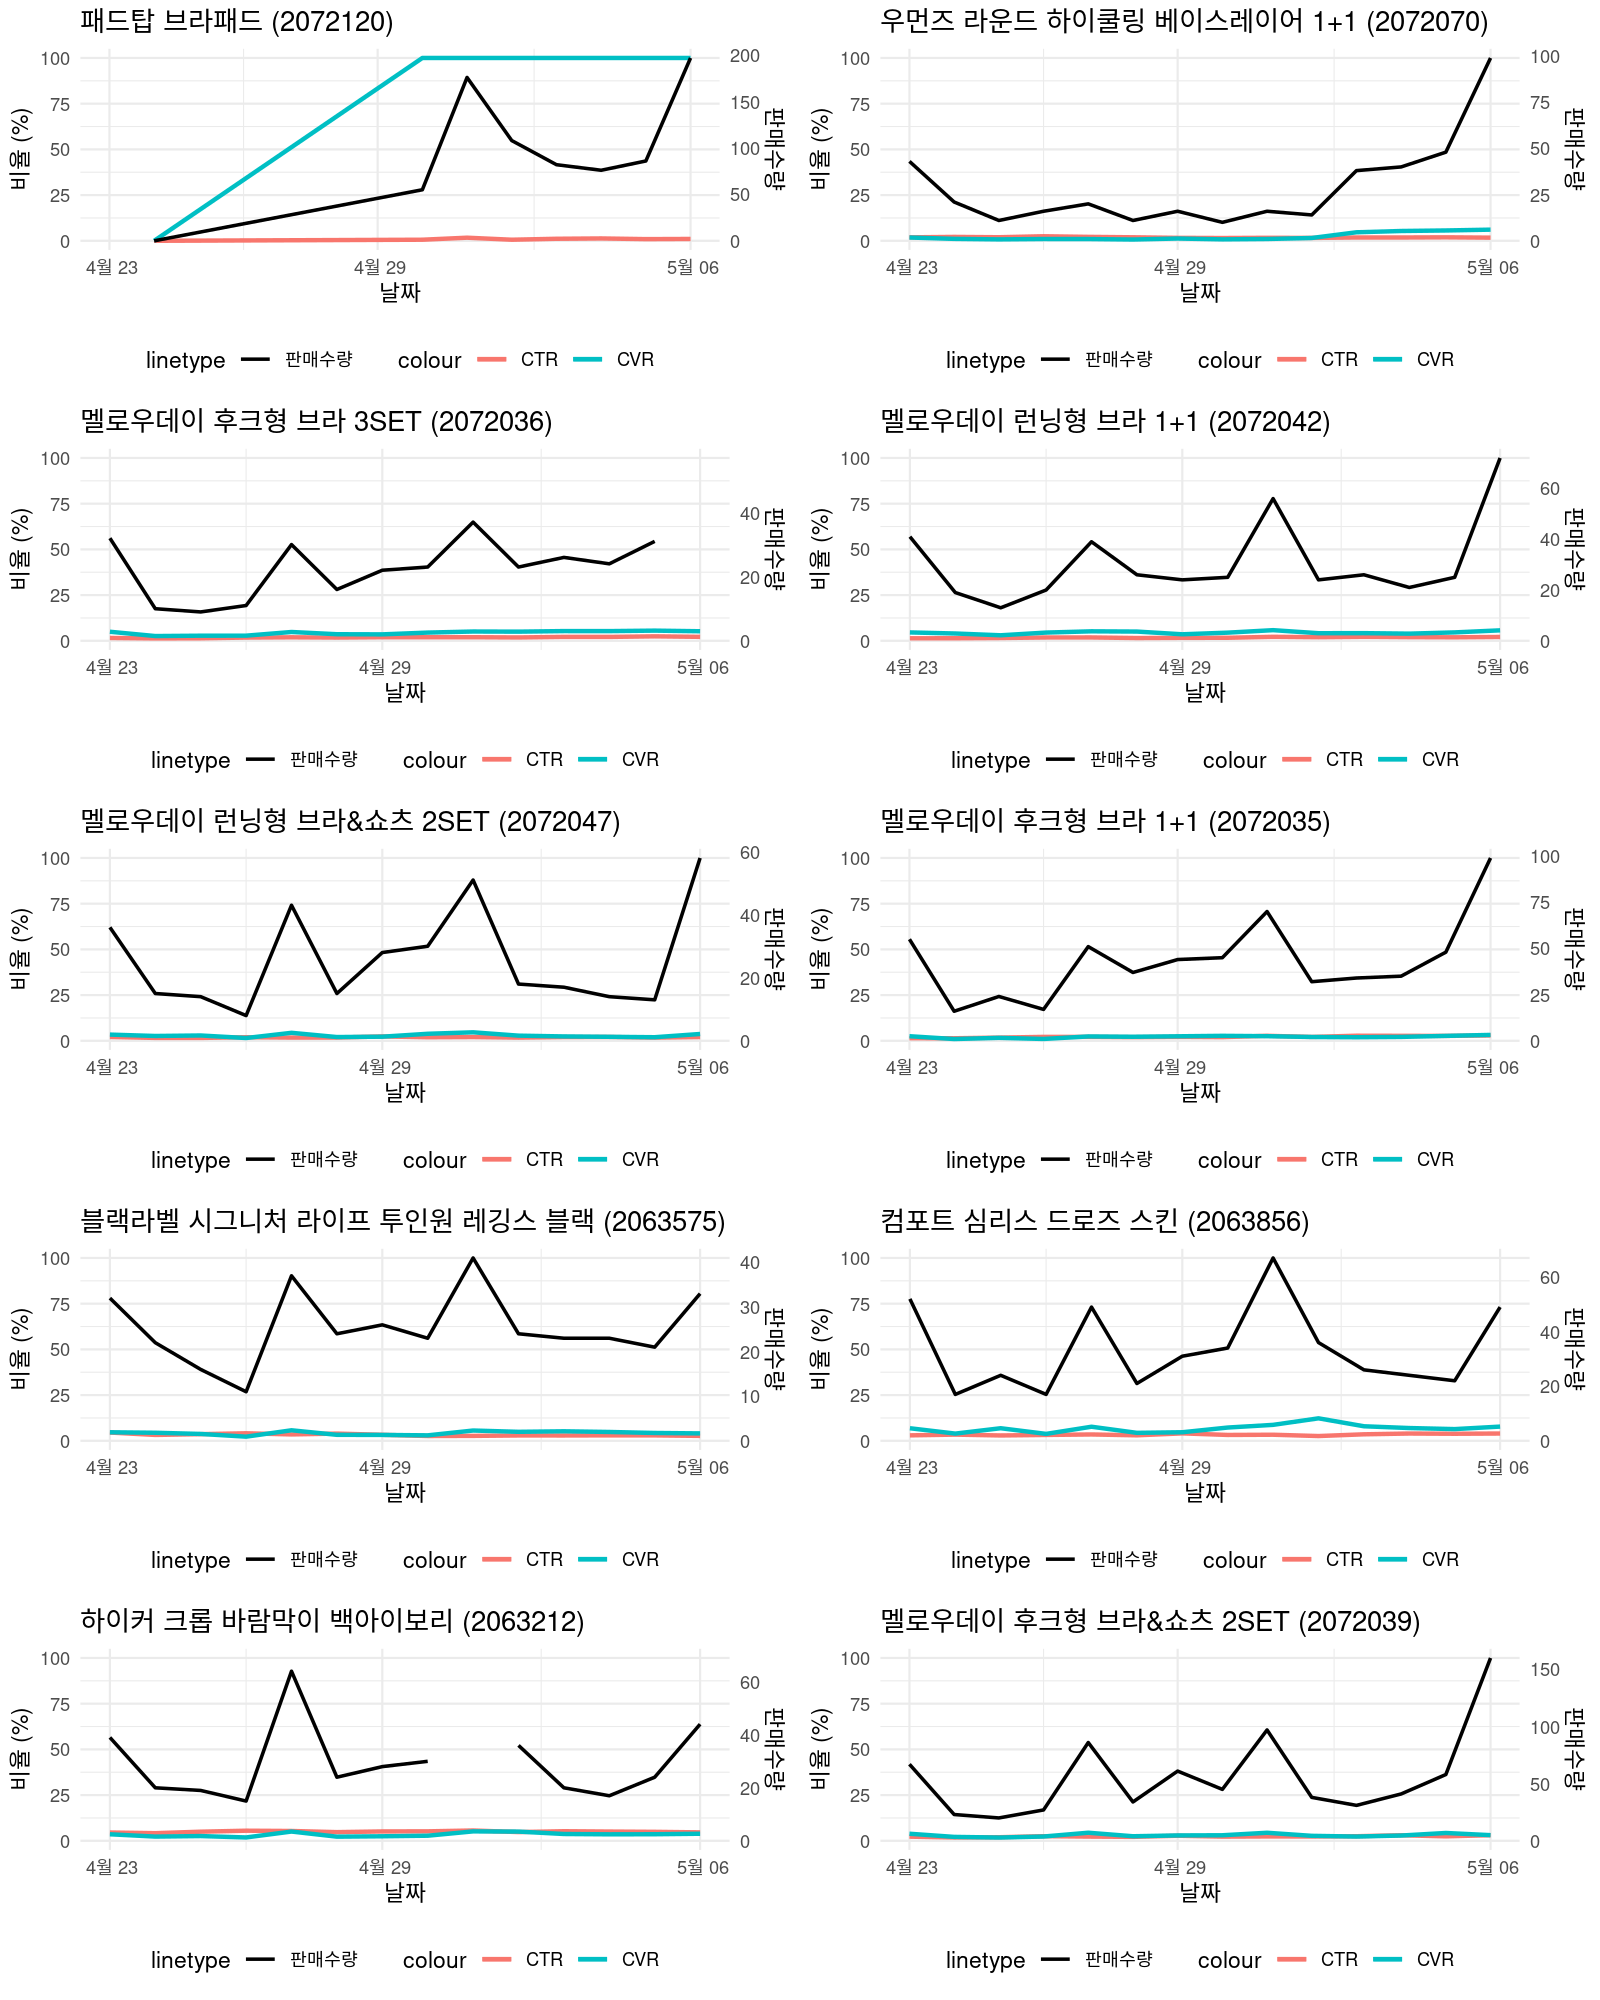 패드탑 브라패드 (2072120)
비율 (%)
100
75
50
25
0
200
150
100
50
0
판매수량
4월 23
4월 29
5월 06
날짜
linetype 판매수량 colour CTR CVR
우먼즈 라운드 하이쿨링 베이스레이어 1+1 (2072070)
비율 (%)
100
75
50
25
0
100
75
50
25
0
판매수량
4월 23
4월 29
5월 06
날짜
linetype 판매수량 colour CTR CVR
멜로우데이 후크형 브라 3SET (2072036)
비율 (%)
100
75
50
25
0
40
20
0
판매수량
4월 23
4월 29
5월 06
날짜
linetype 판매수량 colour CTR CVR
멜로우데이 런닝형 브라 1+1 (2072042)
비율 (%)
100
75
50
25
0
60
40
20
0
판매수량
4월 23
4월 29
5월 06
날짜
linetype 판매수량 colour CTR CVR
멜로우데이 런닝형 브라&쇼츠 2SET (2072047)
비율 (%)
100
75
50
25
0
60
40
20
0
판매수량
4월 23
4월 29
5월 06
날짜
linetype 판매수량 colour CTR CVR
멜로우데이 후크형 브라 1+1 (2072035)
비율 (%)
100
75
50
25
0
100
75
50
25
0
판매수량
4월 23
4월 29
5월 06
날짜
linetype 판매수량 colour CTR CVR
블랙라벨 시그니처 라이프 투인원 레깅스 블랙 (2063575)
비율 (%)
100
75
50
25
0
40
30
20
10
0
판매수량
4월 23
4월 29
5월 06
날짜
linetype 판매수량 colour CTR CVR
컴포트 심리스 드로즈 스킨 (2063856)
비율 (%)
100
75
50
25
0
60
40
20
0
판매수량
4월 23
4월 29
5월 06
날짜
linetype 판매수량 colour CTR CVR
하이커 크롭 바람막이 백아이보리 (2063212)
비율 (%)
100
75
50
25
0
60
40
20
0
판매수량
4월 23
4월 29
5월 06
날짜
linetype 판매수량 colour CTR CVR
멜로우데이 후크형 브라&쇼츠 2SET (2072039)
비율 (%)
100
75
50
25
0
150
100
50
0
판매수량
4월 23
4월 29
5월 06
날짜
linetype 판매수량 colour CTR CVR